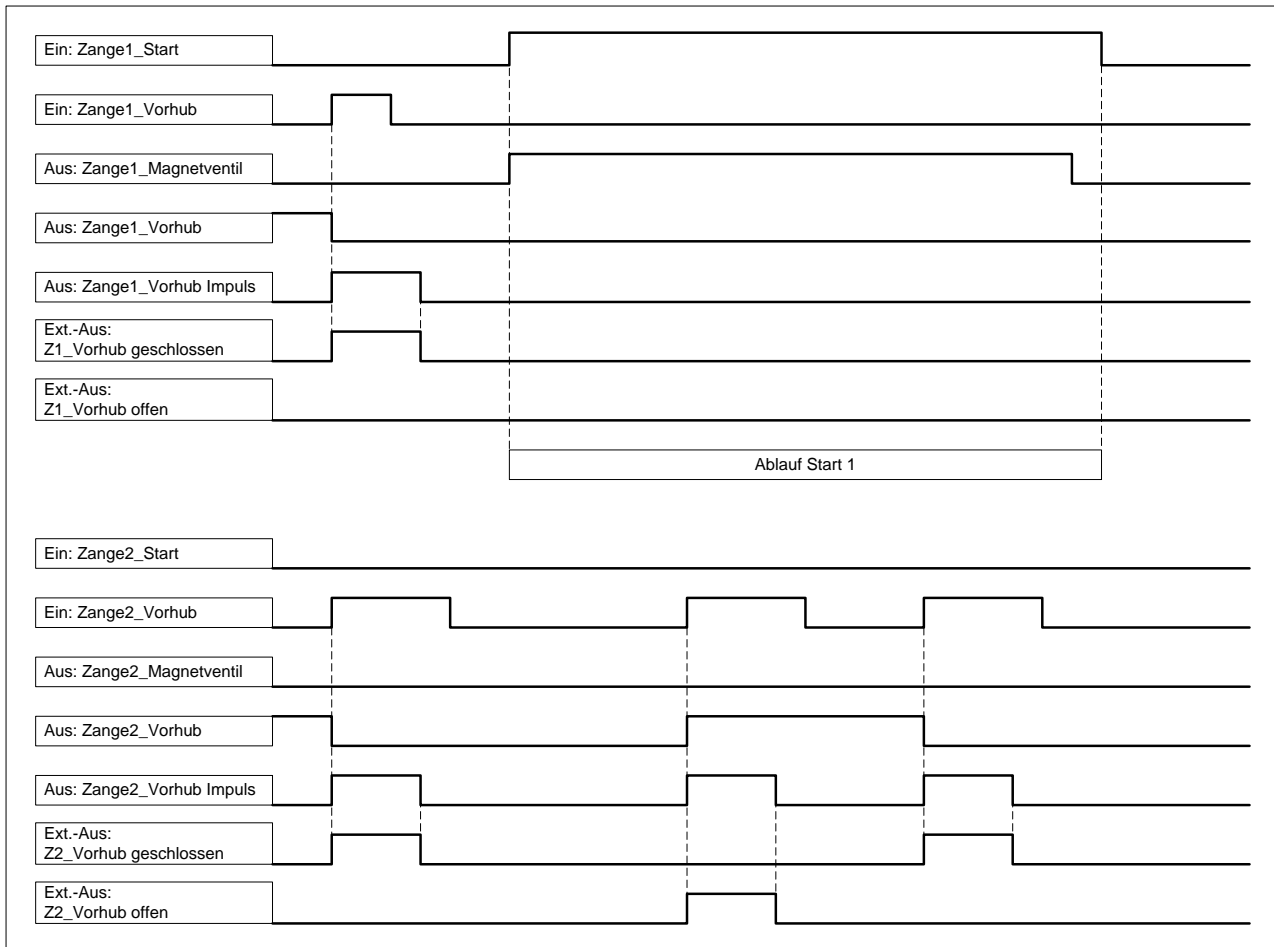 Ein: Zange1_Start
Ein: Zange1_Vorhub
Aus: Zange1_Magnetventil
Aus: Zange1_Vorhub
Aus: Zange1_Vorhub Impuls
Ext.-Aus:
Z1_Vorhub geschlossen
Ext.-Aus:
Z1_Vorhub offen
Ablauf Start 1
Ein: Zange2_Start
Ein: Zange2_Vorhub
Aus: Zange2_Magnetventil
Aus: Zange2_Vorhub
Aus: Zange2_Vorhub Impuls
Ext.-Aus:
Z2_Vorhub geschlossen
Ext.-Aus:
Z2_Vorhub offen